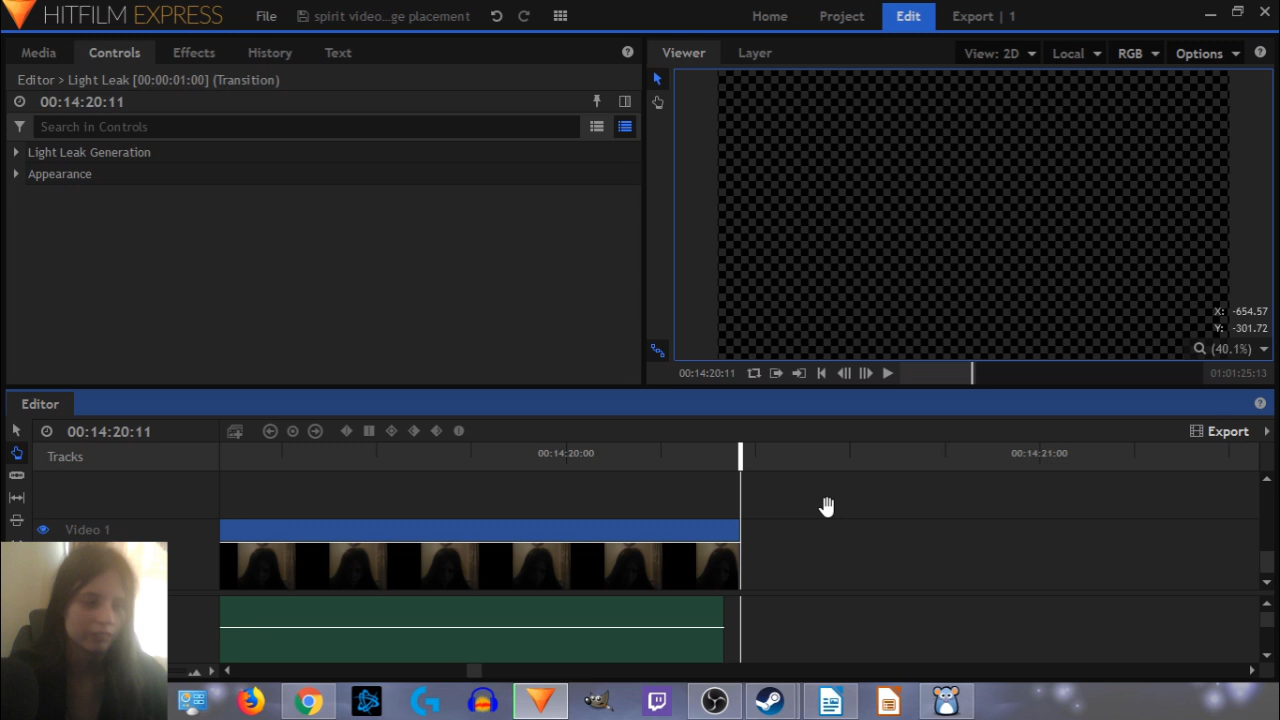 HITFILM EXPRESS File spirit video...ge placement Home Project Edit Export | 1
Media Controls Effects History Text Viewer Layer View: 2D Local RGB Options
Editor > Light Leak [00:00:01:00] (Transition)
00:14:20:11
Search in Controls
Light Leak Generation
Appearance
X: -654.57
Y: -301.72
(40.1%)
00:14:20:11 01:01:25:13
Editor
00:14:20:11 Export
Tracks 00:14:20:00 00:14:21:00
Video 1